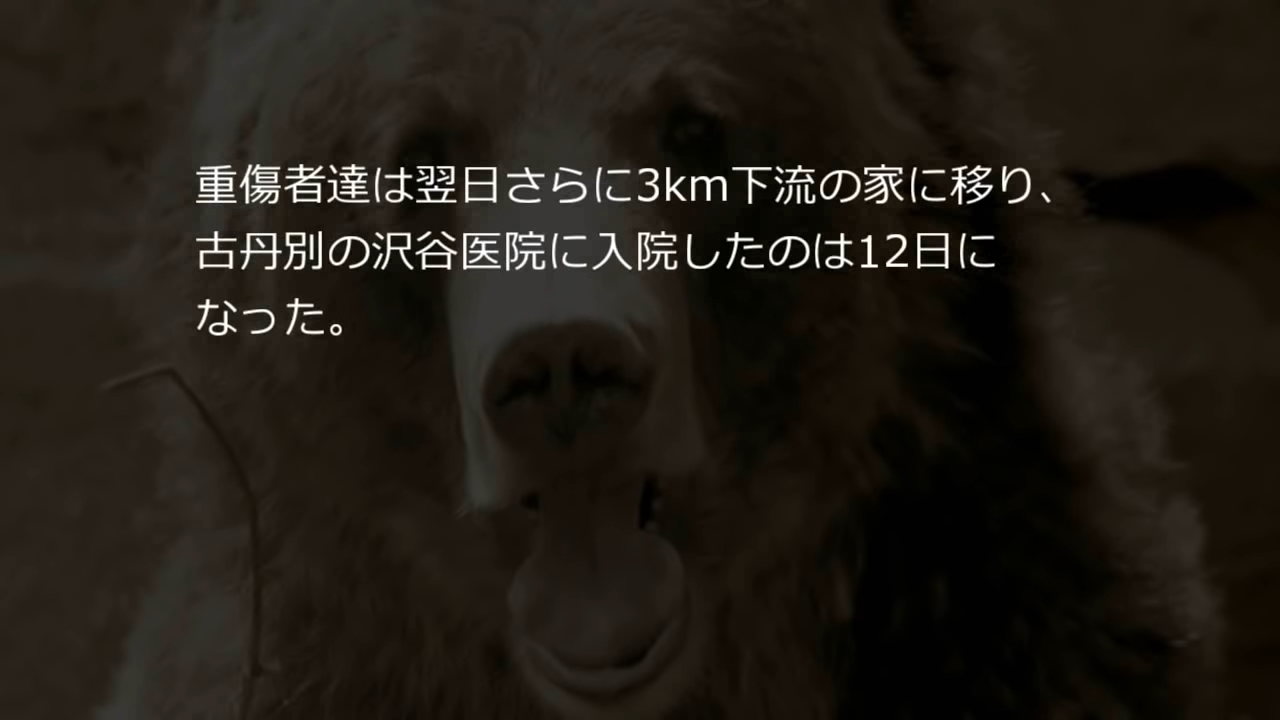 重傷者達は翌日さらに3km下流の家に移り、
古丹別の沢谷医院に入院したのは12日に
なった。